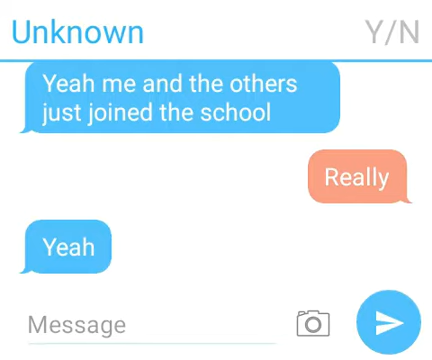 Unknown Y/N
Yeah me and the others
just joined the school
Really
Yeah
Message